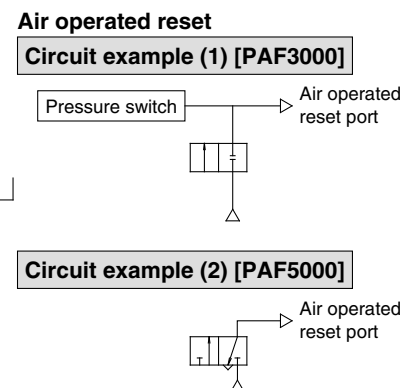 Air operated reset
Circuit example (1) [PAF3000]
Pressure switch
Air operated
reset port
Circuit example (2) [PAF5000]
Air operated
reset port